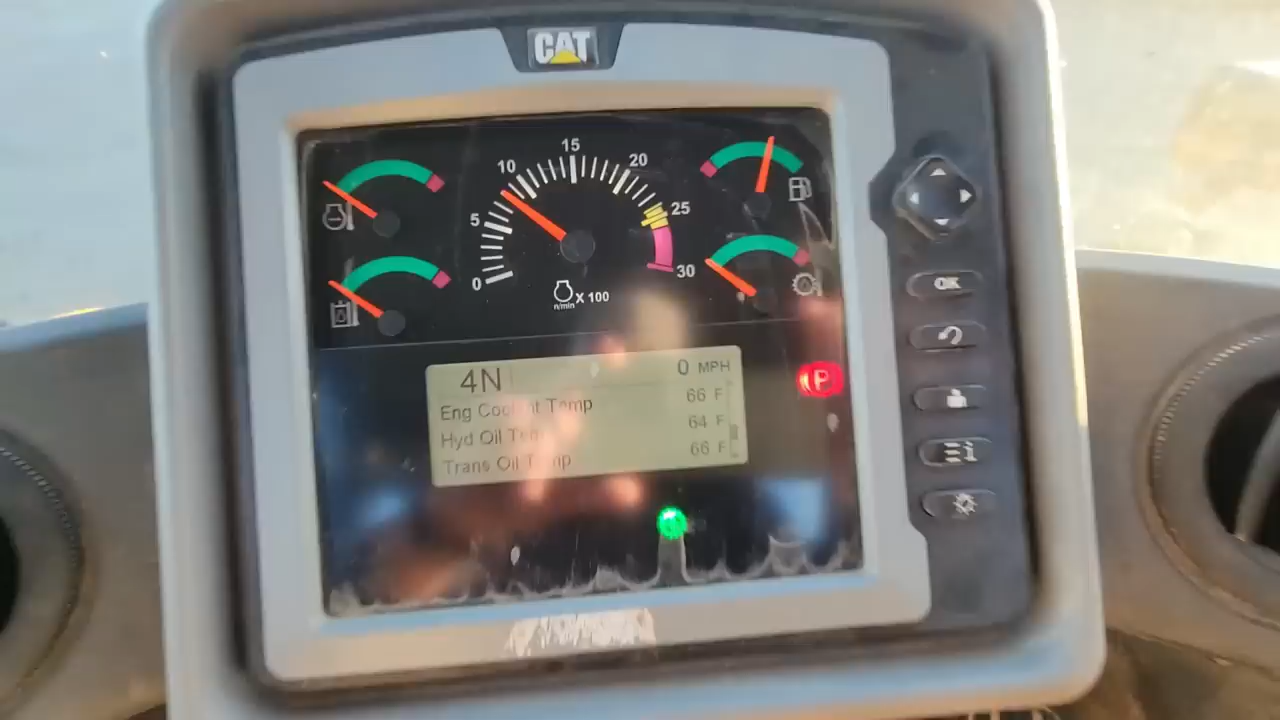 CAT
0
5
10
15
20
25
30
n/min X 100
4N 0 MPH
Eng Coolant Temp 66 F
Hyd Oil Temp 64 F
Trans Oil Temp 66 F
P
OK